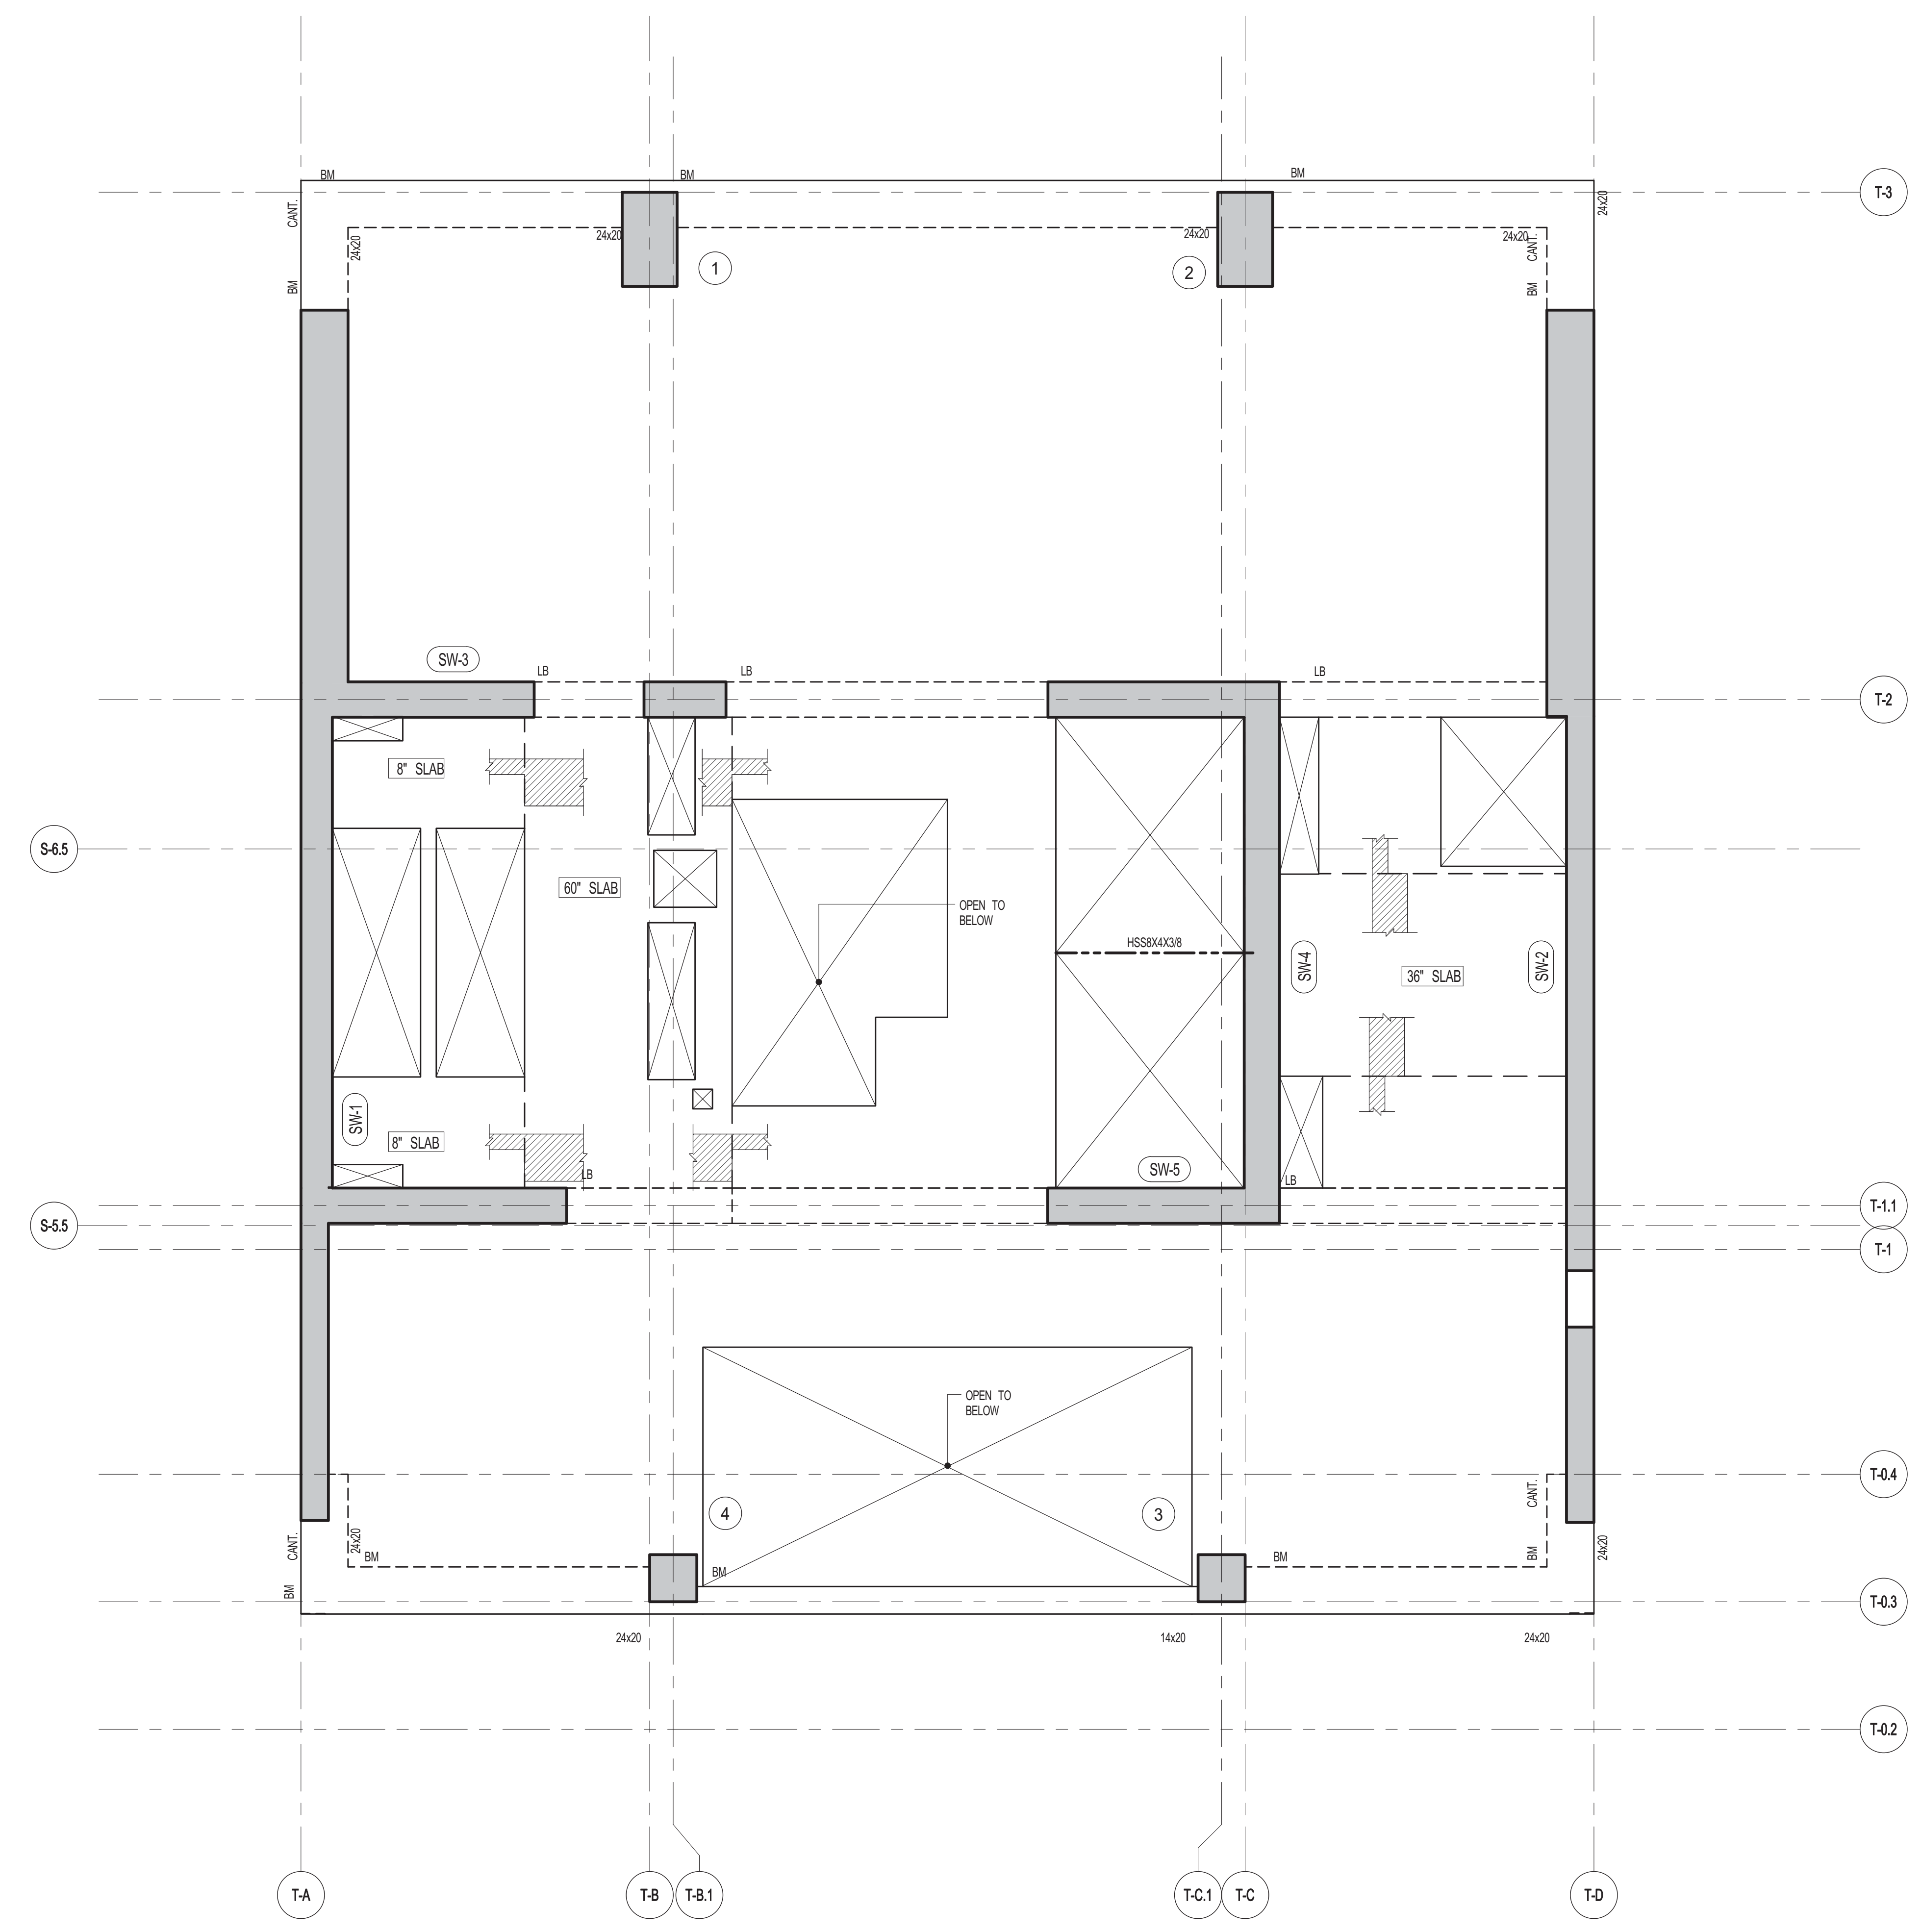 BM
BM
BM
T-3
CANT.
24x20
24x20
24x20
24x20
24x20
CANT.
BM
BM
1
2
SW-3
LB
LB
LB
T-2
8" SLAB
S-6.5
60" SLAB
OPEN TO
BELOW
HSS8X4X3/8
SW-4
36" SLAB
SW-2
SW-1
8" SLAB
LB
SW-5
LB
S-5.5
T-1.1
T-1
OPEN TO
BELOW
T-0.4
CANT.
4
3
CANT.
24x20
24x20
BM
BM
BM
BM
BM
T-0.3
24x20
14x20
24x20
T-0.2
T-A
T-B
T-B.1
T-C.1
T-C
T-D